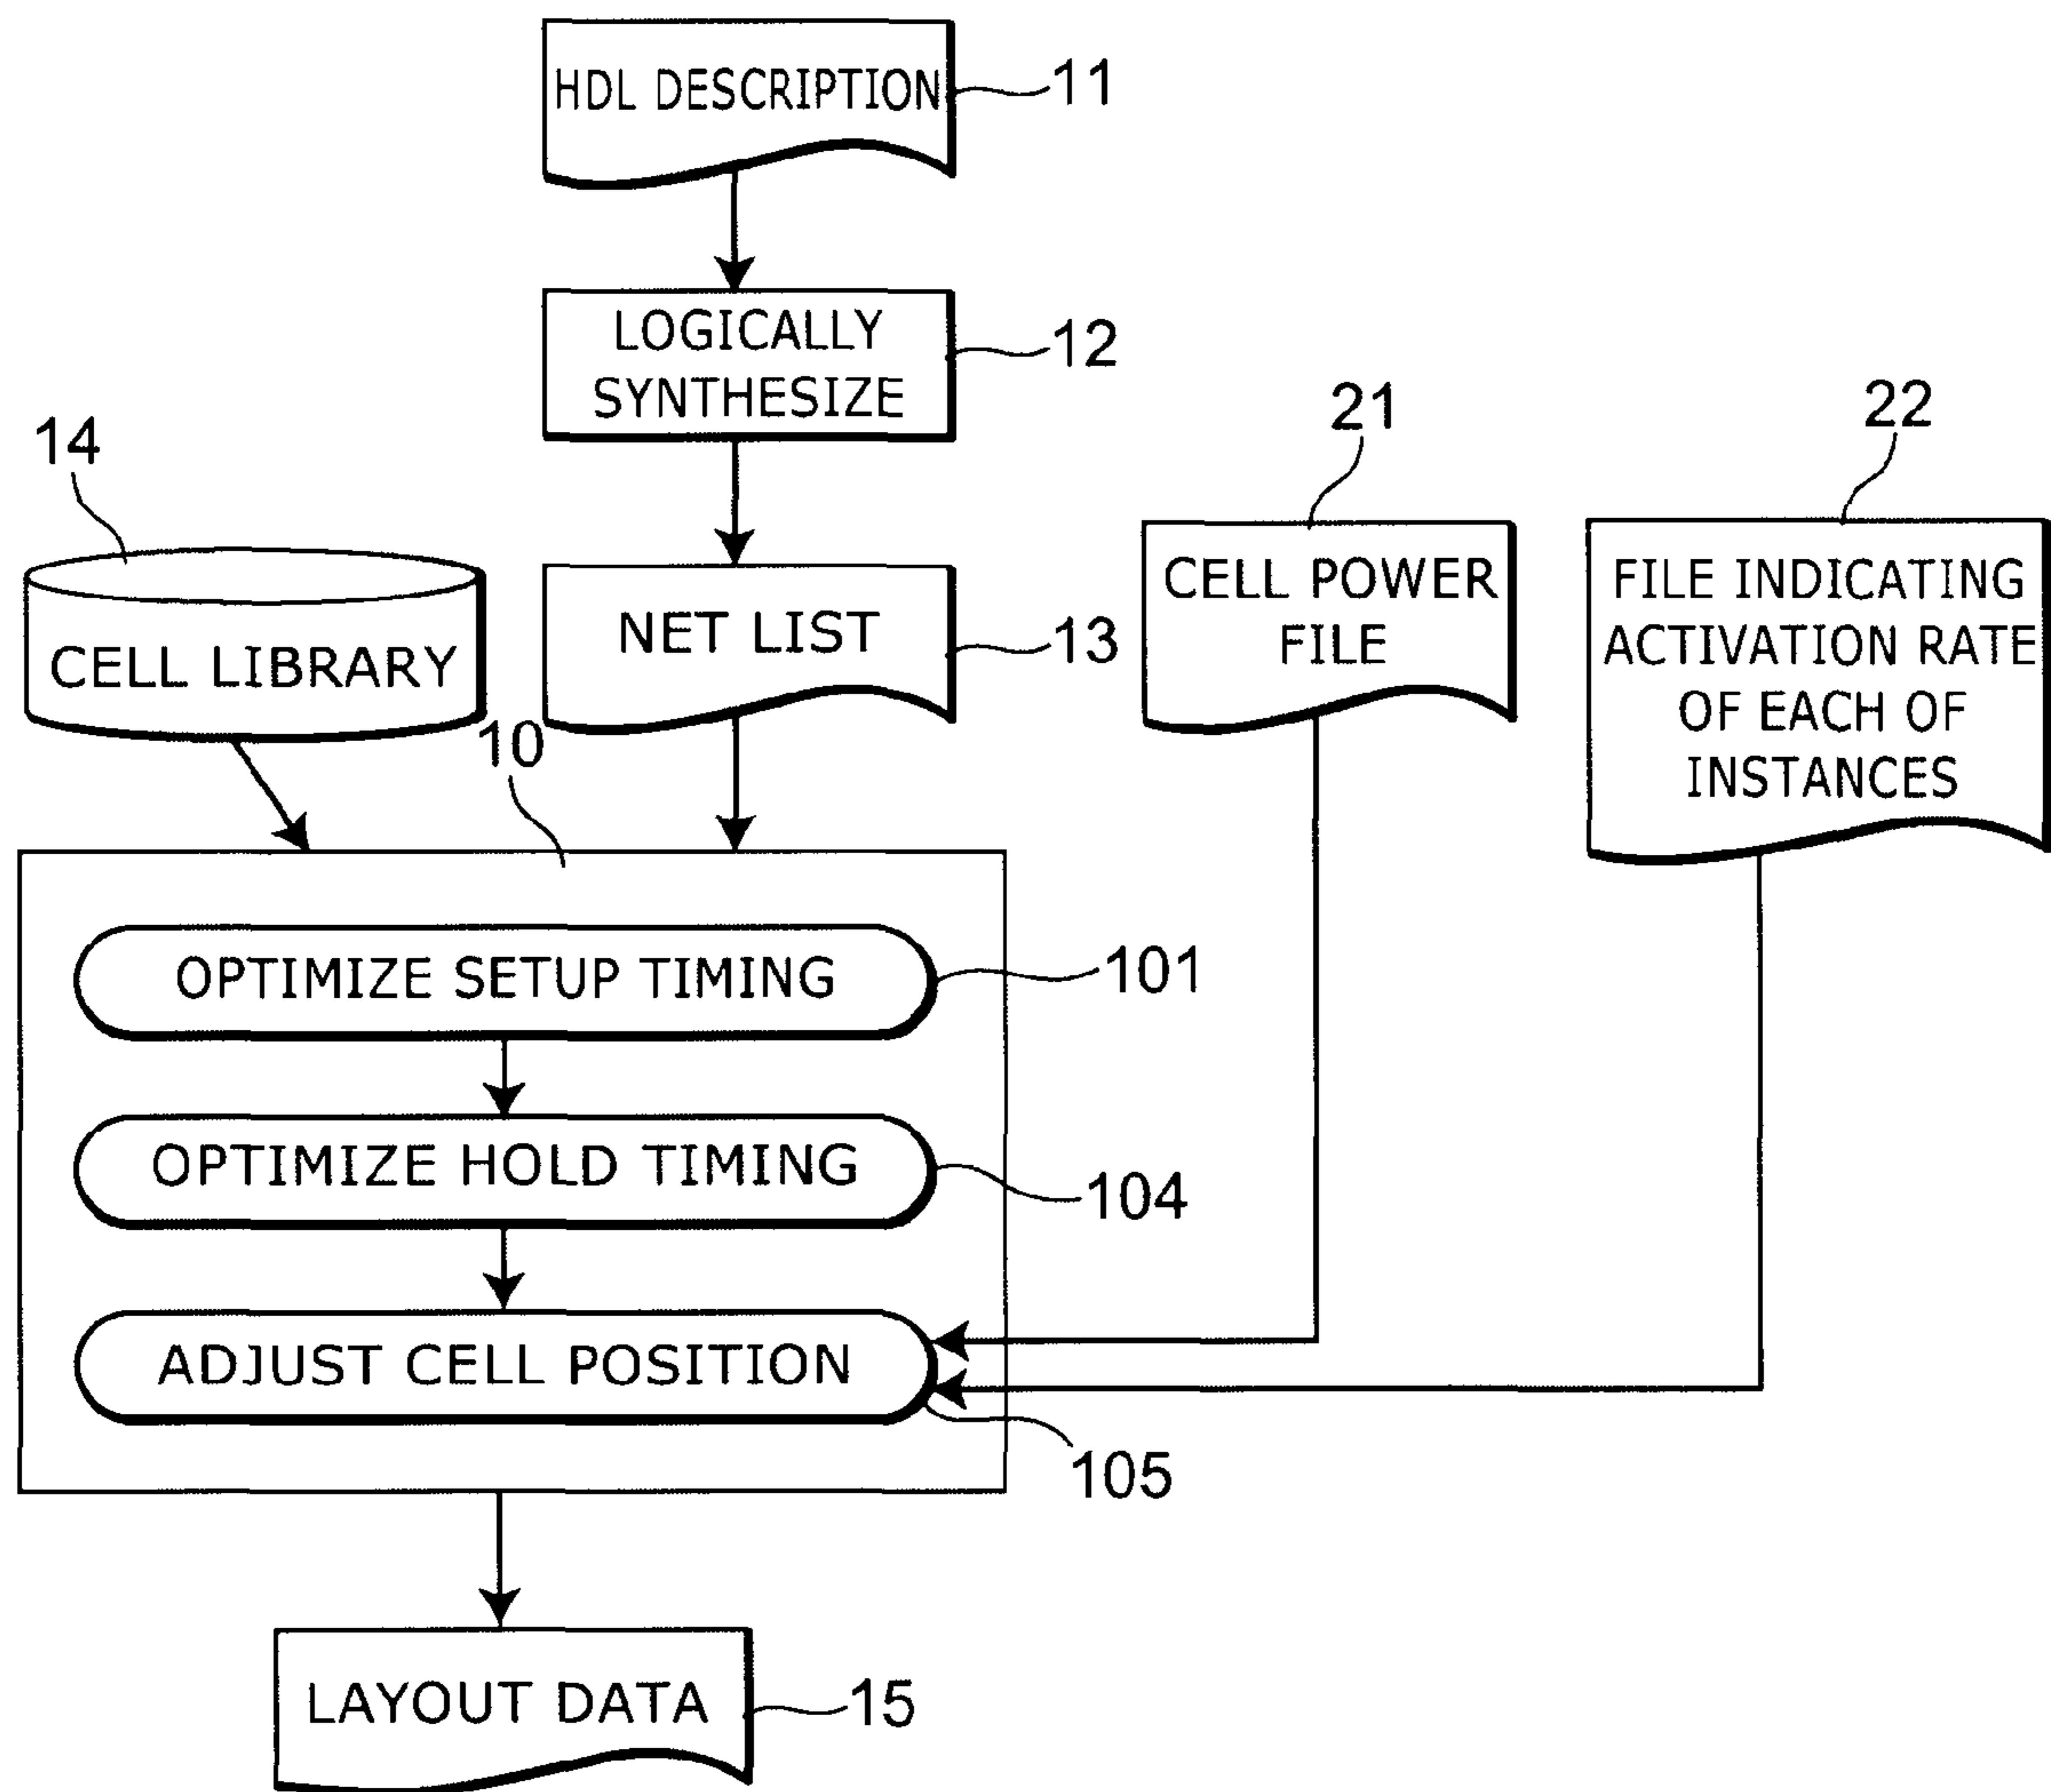 HDL DESCRIPTION
11
LOGICALLY
SYNTHESIZE
12
14
CELL LIBRARY
NET LIST
13
21
CELL POWER
FILE
22
FILE INDICATING
ACTIVATION RATE
OF EACH OF
INSTANCES
10
OPTIMIZE SETUP TIMING
101
OPTIMIZE HOLD TIMING
104
ADJUST CELL POSITION
105
LAYOUT DATA
15